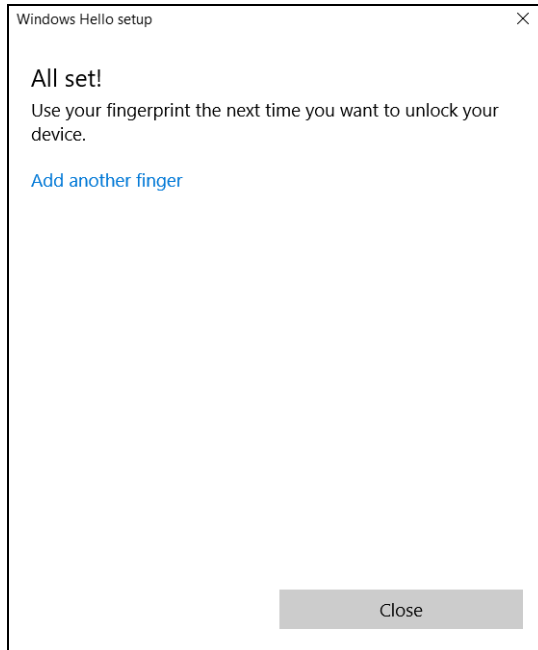 Windows Hello setup
All set!
Use your fingerprint the next time you want to unlock your
device.
Add another finger
Close